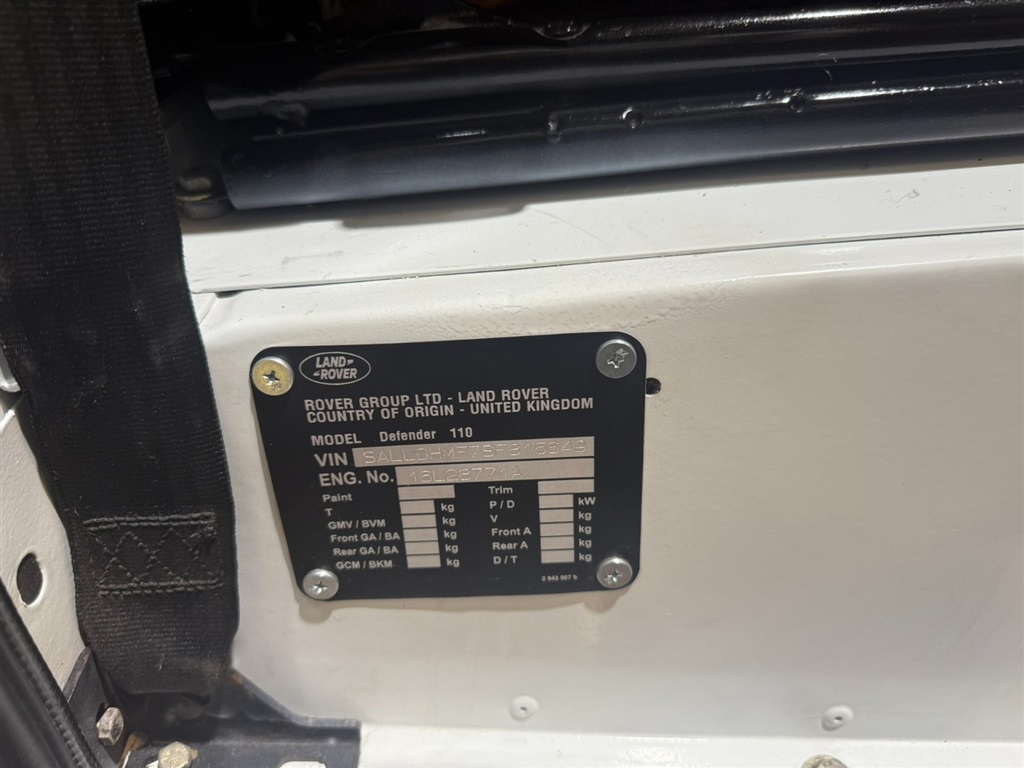 LAND ROVER
ROVER GROUP LTD - LAND ROVER
COUNTRY OF ORIGIN - UNITED KINGDOM
MODEL Defender 110
VIN
ENG. No. 16L28771A
Paint Trim
T kg P / D kW
GMV / BVM kg V kg
Front GA / BA kg Front A kg
Rear GA / BA kg Rear A kg
GCM / BKM kg D / T kg